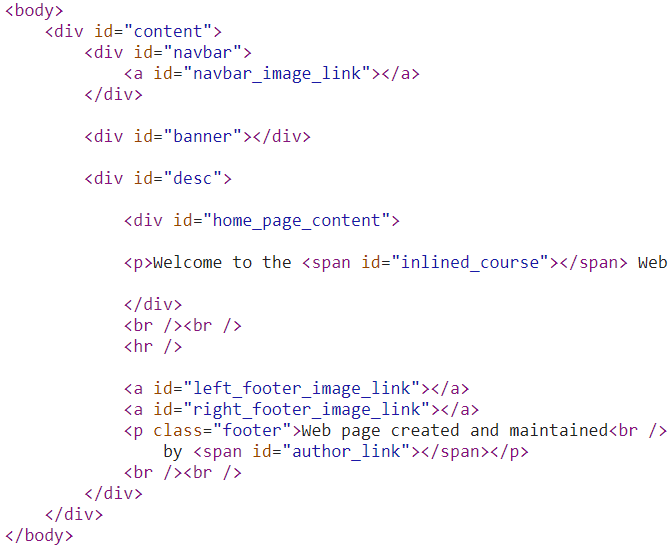 <body>
<div id="content">
<div id="navbar">
<a id="navbar_image_link"></a>
</div>
<div id="banner"></div>
<div id="desc">
<div id="home_page_content">
<p>Welcome to the <span id="inlined_course"></span> Web
</div>
<br /><br />
<hr />
<a id="left_footer_image_link"></a>
<a id="right_footer_image_link"></a>
<p class="footer">Web page created and maintained<br />
by <span id="author_link"></span></p>
<br /><br />
</div>
</div>
</body>